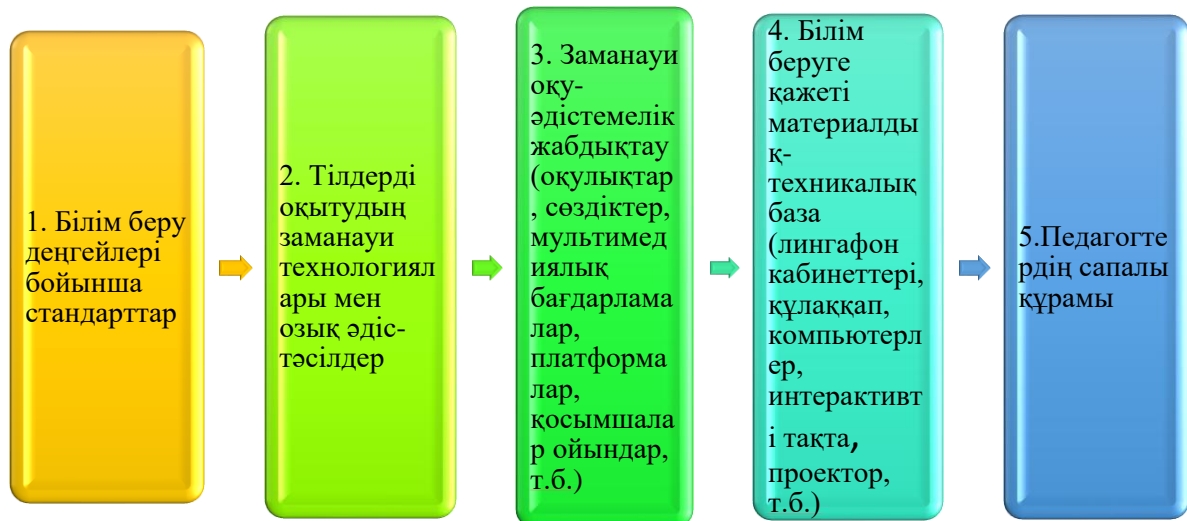 1. Білім беру
деңгейлері
бойынша
стандарттар
2. Тілдерді
оқытудың
заманауи
технологиял
ары мен
озық әдіс-
тәсілдер
3. Заманауи
оқу-
әдістемелік
жабдықтау
(оқулықтар
, сөздіктер,
мультимед
иялық
бағдарлама
лар,
платформа
лар,
қосымшала
р ойындар,
т.б.)
4. Білім
беруге
қажеті
материалды
қ-
техникалық
база
(лингафон
кабинеттері,
құлаққап,
компьютерл
ер,
интерактивт
і тақта,
проектор,
т.б.)
5.Педагогте
рдің сапалы
құрамы